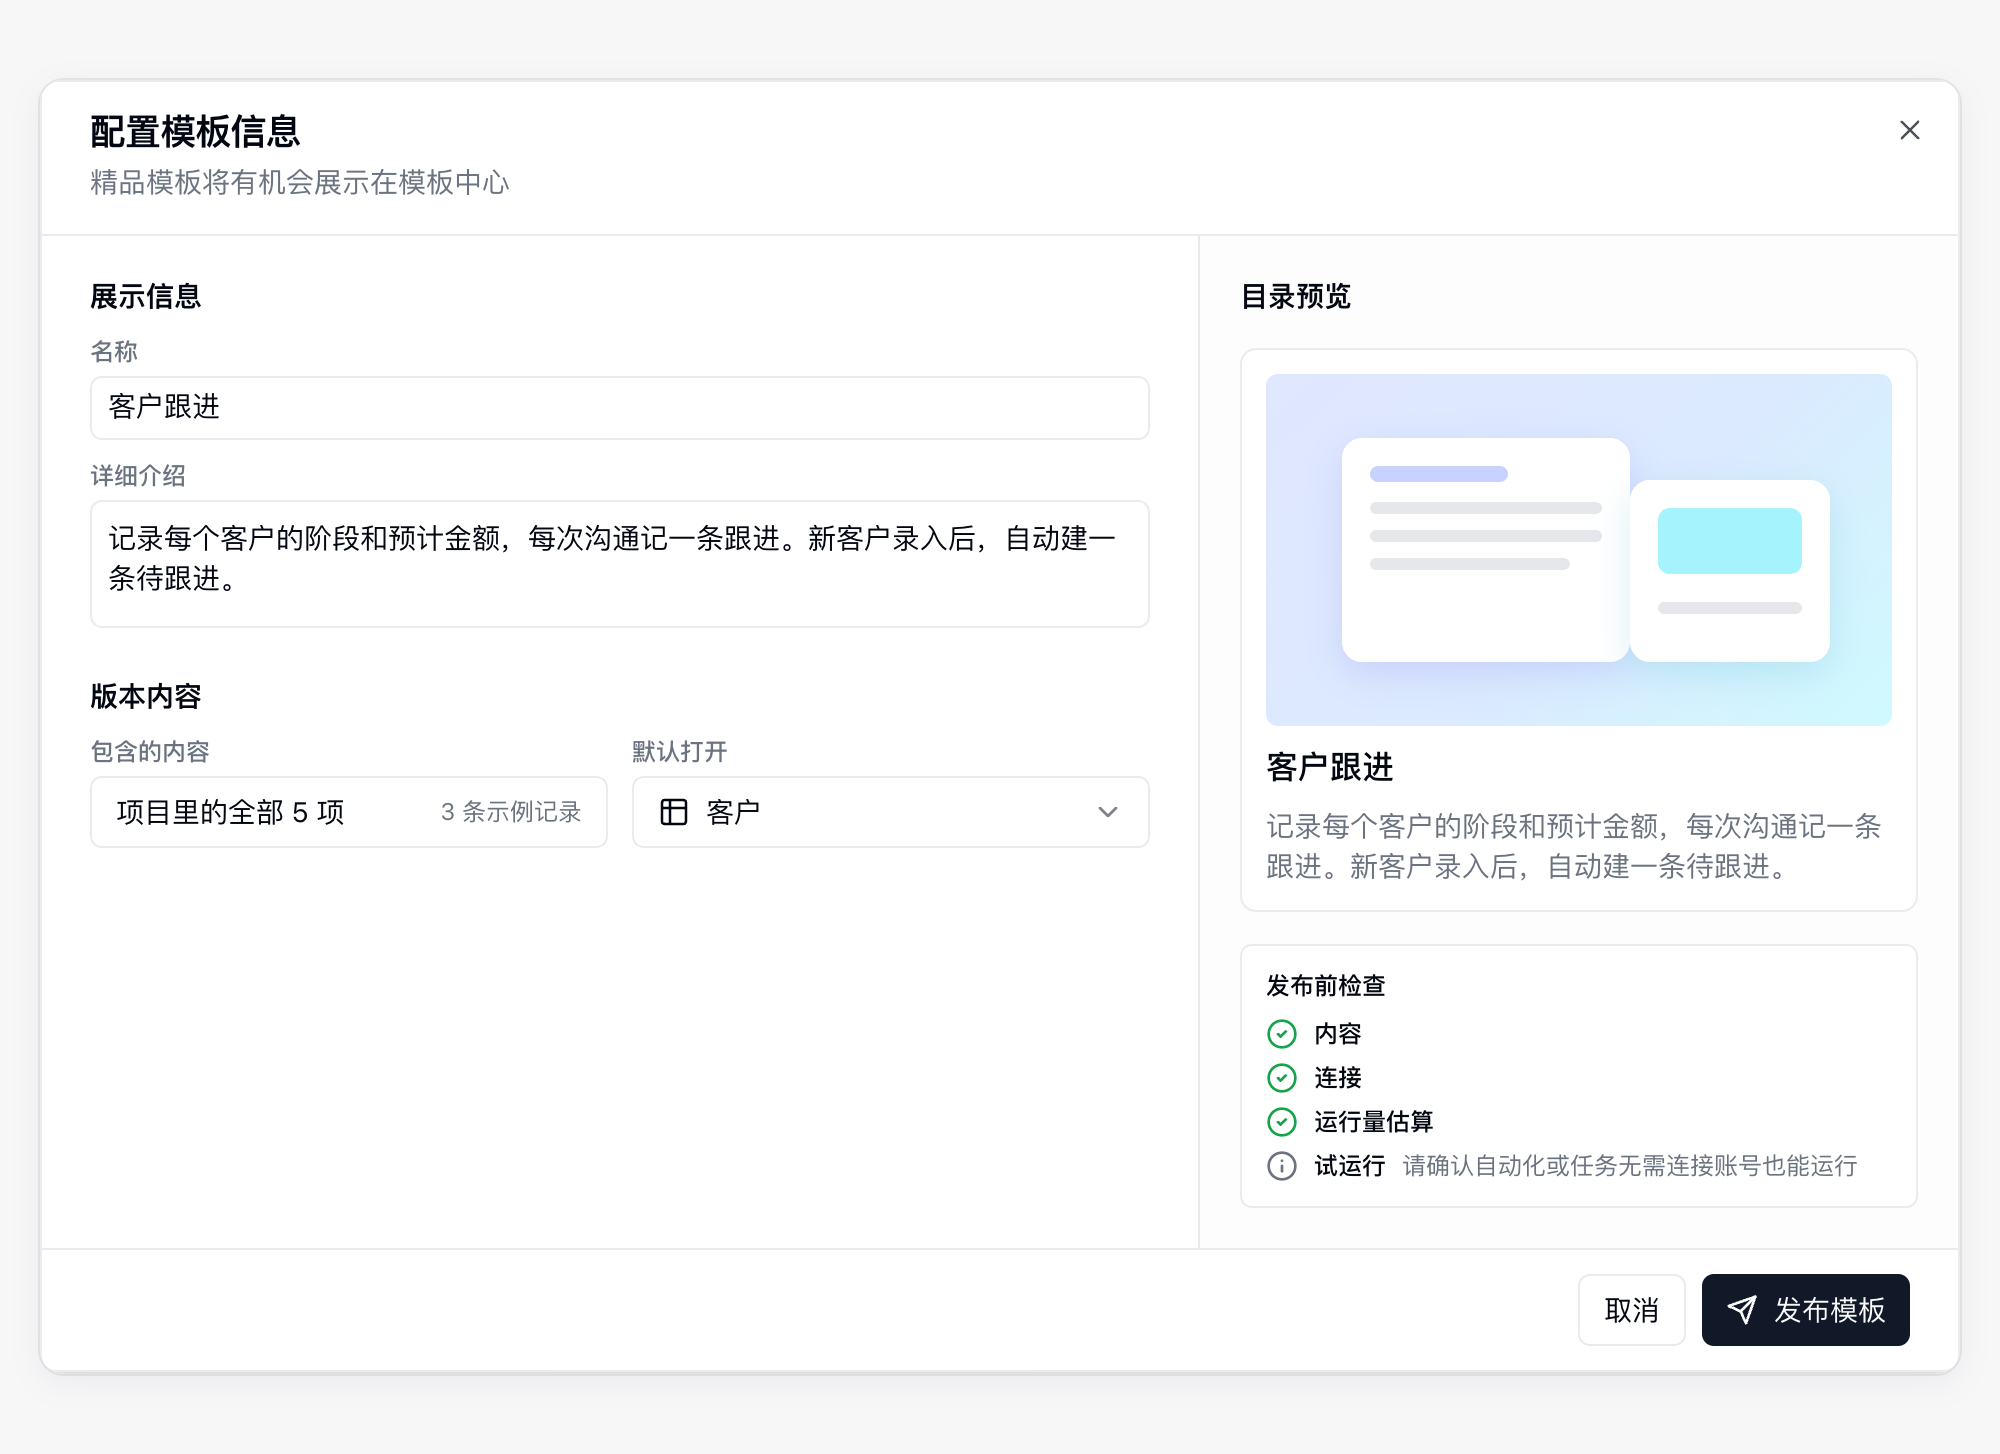 配置模板信息
精品模板将有机会展示在模板中心
展示信息
名称
客户跟进
详细介绍
记录每个客户的阶段和预计金额，每次沟通记一条跟进。新客户录入后，自动建一
条待跟进。
版本内容
包含的内容
项目里的全部 5 项 3 条示例记录
默认打开
客户
目录预览
客户跟进
记录每个客户的阶段和预计金额，每次沟通记一条
跟进。新客户录入后，自动建一条待跟进。
发布前检查
内容
连接
运行量估算
试运行 请确认自动化或任务无需连接账号也能运行
取消
发布模板